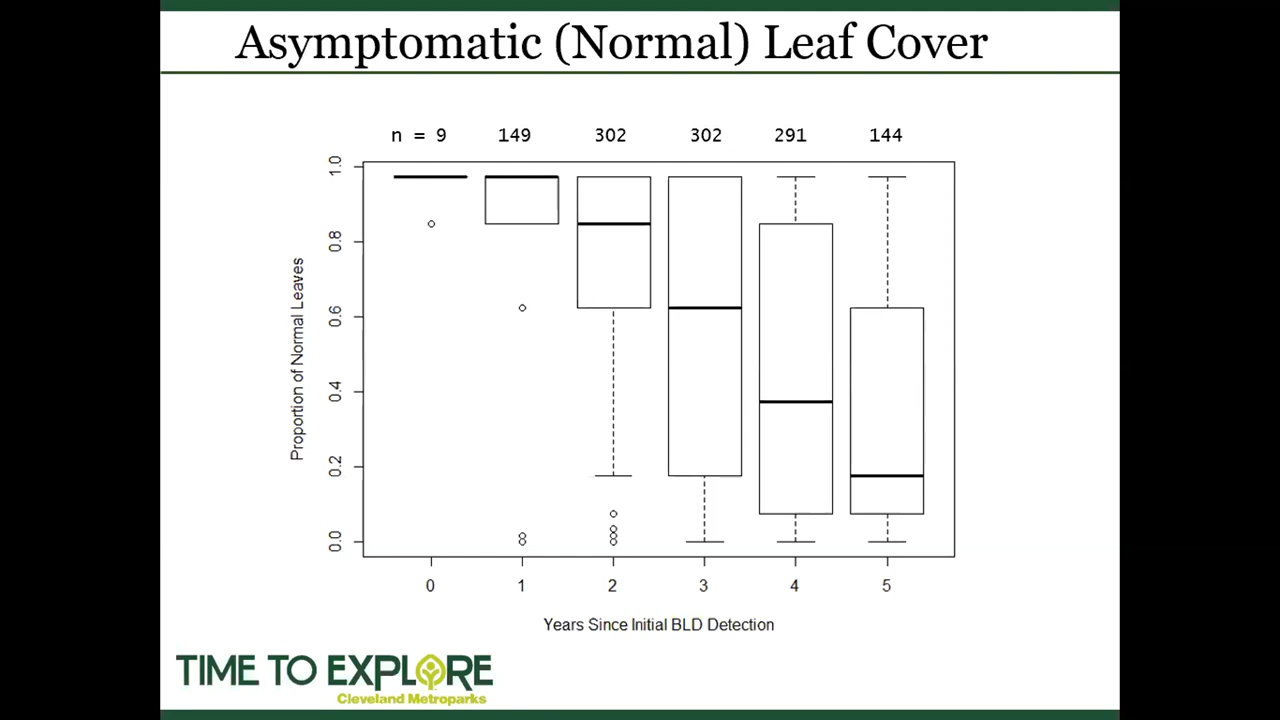 Asymptomatic (Normal) Leaf Cover
n = 9 149 302 302 291 144
Proportion of Normal Leaves
1.0
0.8
0.6
0.4
0.2
0.0
0 1 2 3 4 5
Years Since Initial BLD Detection
TIME TO EXPLORE
Cleveland Metroparks